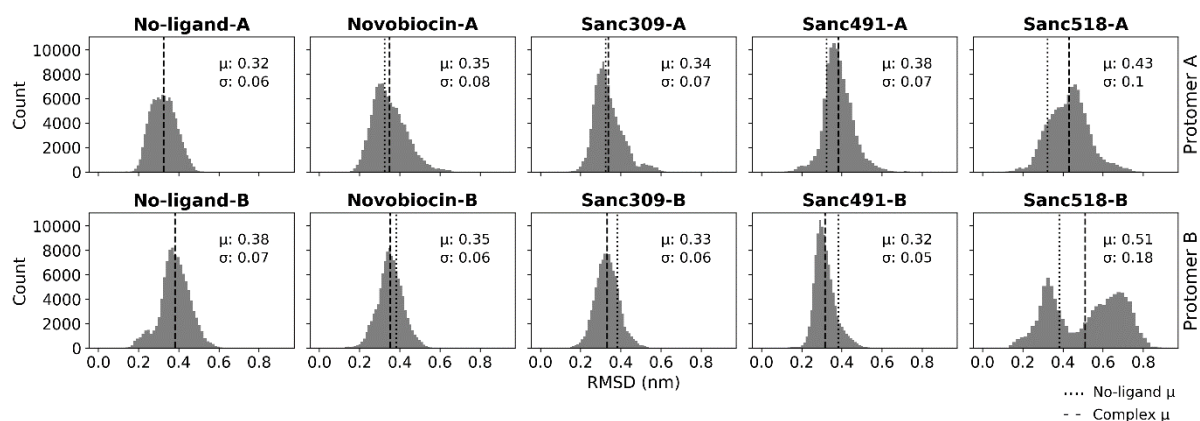 No-ligand-A
Novobiocin-A
Sanc309-A
Sanc491-A
Sanc518-A
10000
8000
6000
4000
2000
0
Count
μ: 0.32
σ: 0.06
μ: 0.35
σ: 0.08
μ: 0.34
σ: 0.07
μ: 0.38
σ: 0.07
μ: 0.43
σ: 0.1
Protomer A
No-ligand-B
Novobiocin-B
Sanc309-B
Sanc491-B
Sanc518-B
10000
8000
6000
4000
2000
0
Count
μ: 0.38
σ: 0.07
μ: 0.35
σ: 0.06
μ: 0.33
σ: 0.06
μ: 0.32
σ: 0.05
μ: 0.51
σ: 0.18
Protomer B
0.0 0.2 0.4 0.6 0.8
0.0 0.2 0.4 0.6 0.8
0.0 0.2 0.4 0.6 0.8
0.0 0.2 0.4 0.6 0.8
0.0 0.2 0.4 0.6 0.8
RMSD (nm)
No-ligand μ
Complex μ